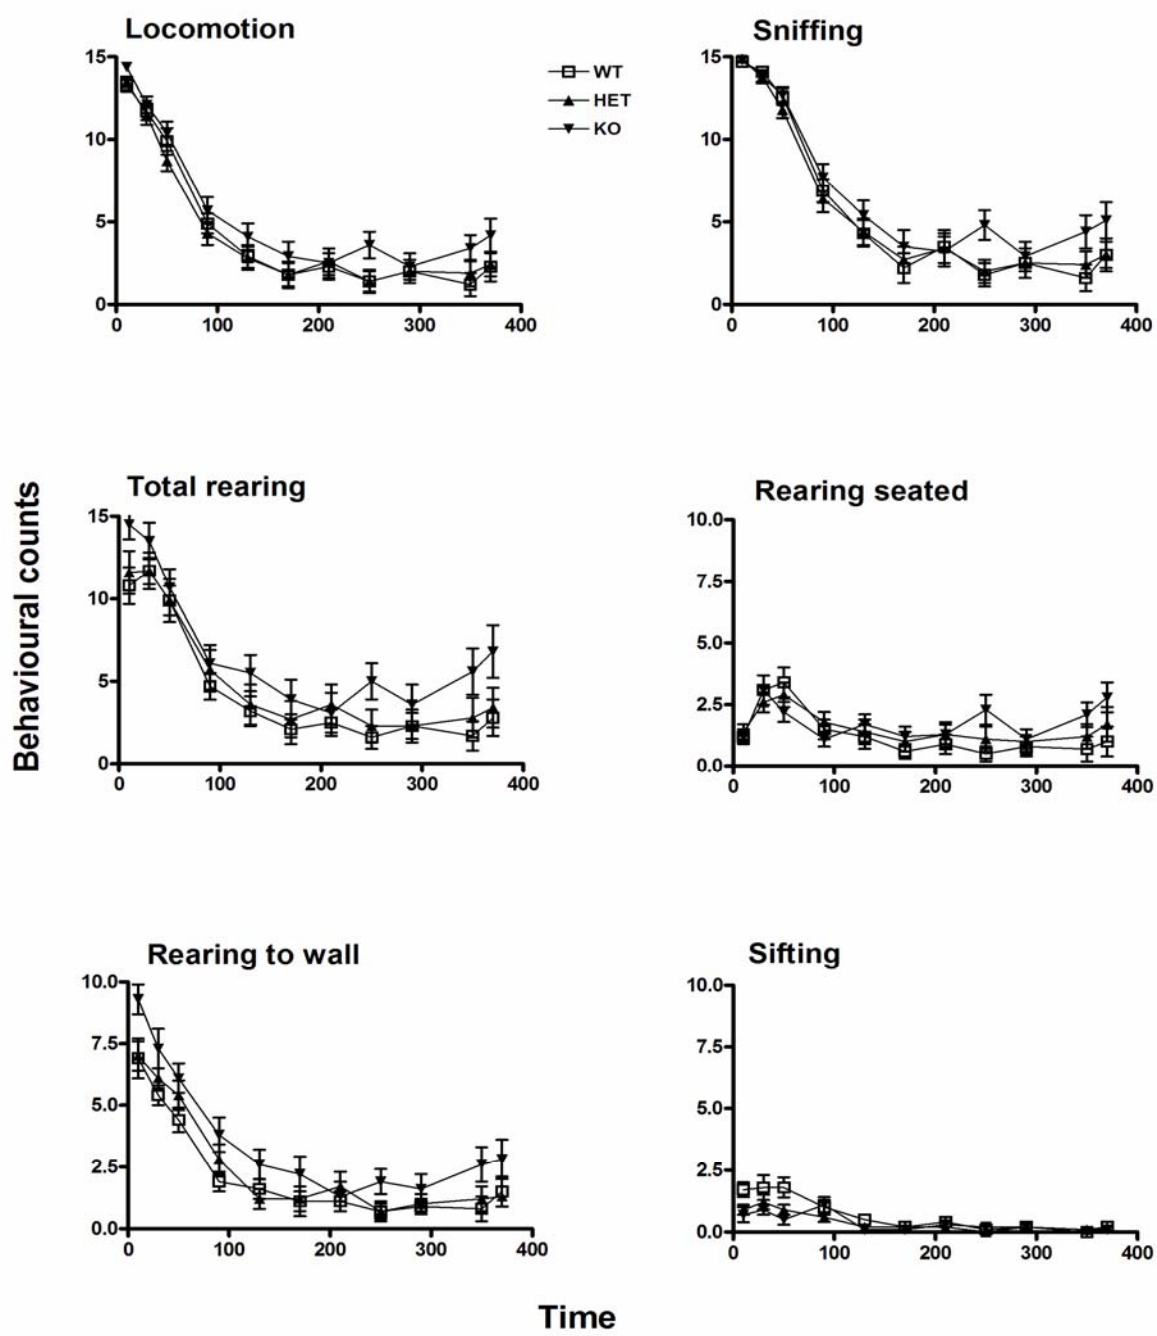 Locomotion
Sniffing
15
10
5
0
0 100 200 300 400
WT
HET
KO
15
10
5
0
0 100 200 300 400
Behavioural counts
Total rearing
Rearing seated
15
10
5
0
0 100 200 300 400
10.0
7.5
5.0
2.5
0.0
0 100 200 300 400
Rearing to wall
Sifting
10.0
7.5
5.0
2.5
0.0
0 100 200 300 400
10.0
7.5
5.0
2.5
0.0
0 100 200 300 400
Time